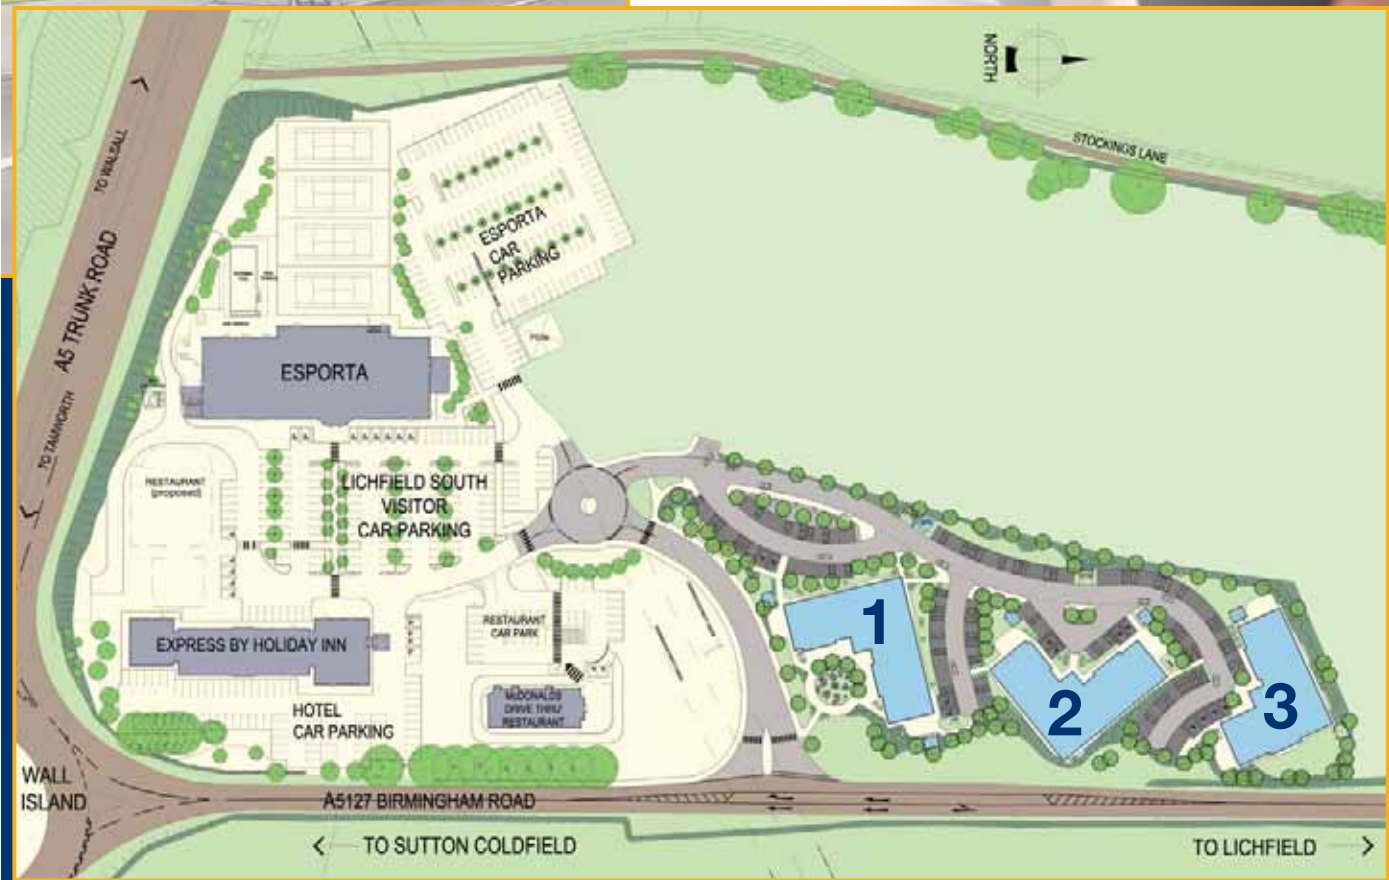 NORTH
STOCKINGS LANE
TO WALSALL
A5 TRUNK ROAD
TO TAMWORTH
ESPORTA
CAR
PARKING
ESPORTA
RESTAURANT
(proposed)
LICHFIELD SOUTH
VISITOR
CAR PARKING
EXPRESS BY HOLIDAY INN
RESTAURANT
CAR PARK
McDONALDS
DRIVE THRU
RESTAURANT
HOTEL
CAR PARKING
1
2
3
WALL
ISLAND
A5127 BIRMINGHAM ROAD
TO SUTTON COLDFIELD
TO LICHFIELD